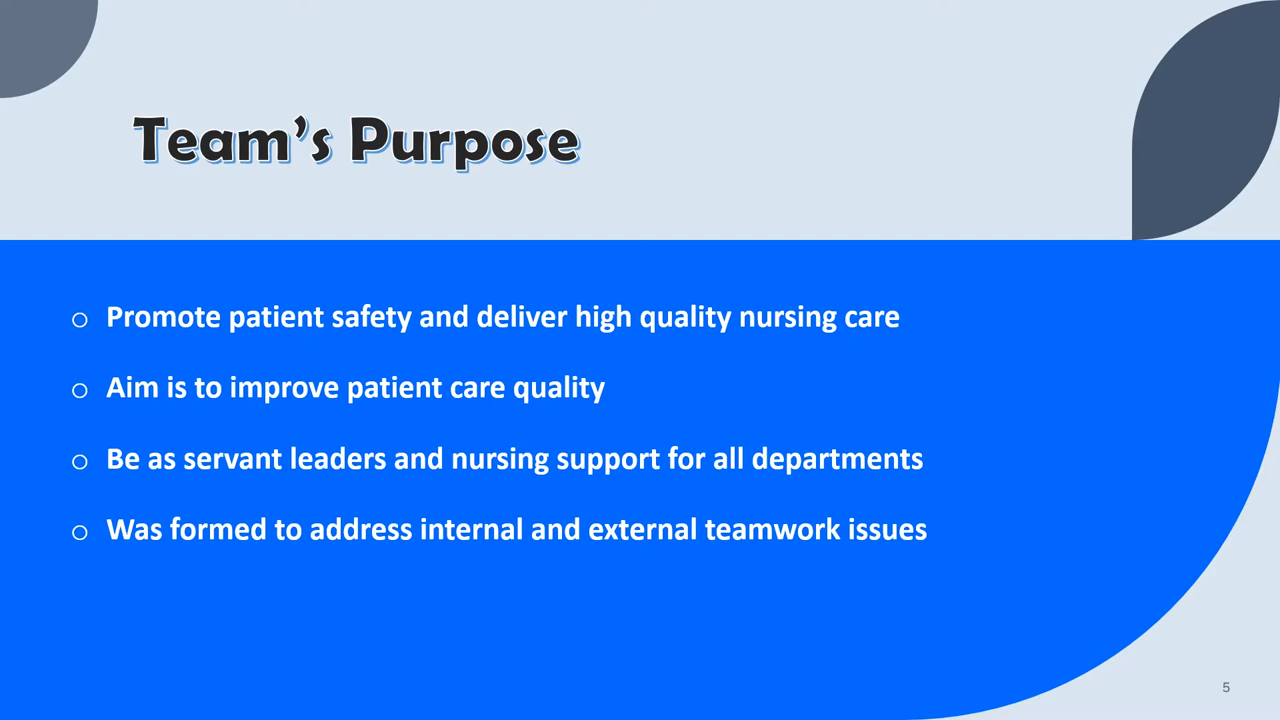 Team’s Purpose
o Promote patient safety and deliver high quality nursing care
o Aim is to improve patient care quality
o Be as servant leaders and nursing support for all departments
o Was formed to address internal and external teamwork issues
5